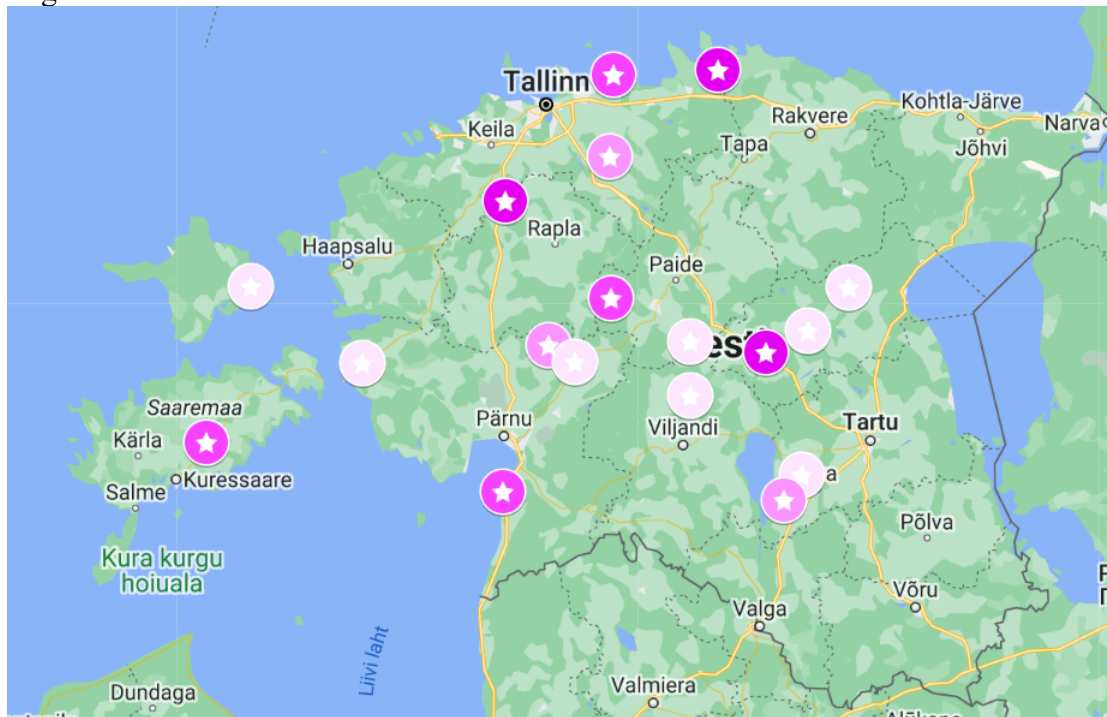 Tallinn
Kohtla-Järve
Rakvere
Narva
Keila
Tapa
Jõhvi
Rapla
Haapsalu
Paide
Saaremaa
Pärnu
Viljandi
Tartu
Kärla
Kuressaare
Salme
a
Põlva
Kura kurgu
hoiuala
Võru
Valga
Liivi laht
Valmiera
Dundaga